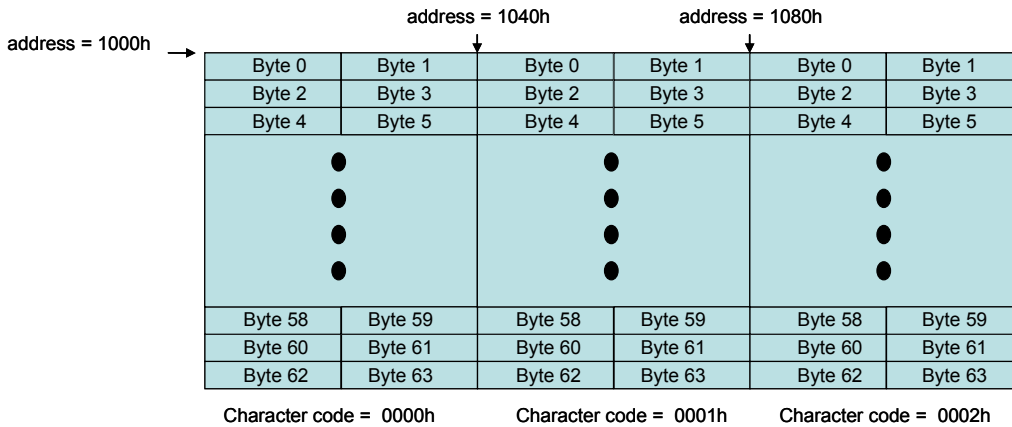 address = 1040h address = 1080h
address = 1000h
Byte 0 Byte 1 Byte 0 Byte 1 Byte 0 Byte 1
Byte 2 Byte 3 Byte 2 Byte 3 Byte 2 Byte 3
Byte 4 Byte 5 Byte 4 Byte 5 Byte 4 Byte 5
Byte 58 Byte 59 Byte 58 Byte 59 Byte 58 Byte 59
Byte 60 Byte 61 Byte 60 Byte 61 Byte 60 Byte 61
Byte 62 Byte 63 Byte 62 Byte 63 Byte 62 Byte 63
Character code = 0000h Character code = 0001h Character code = 0002h